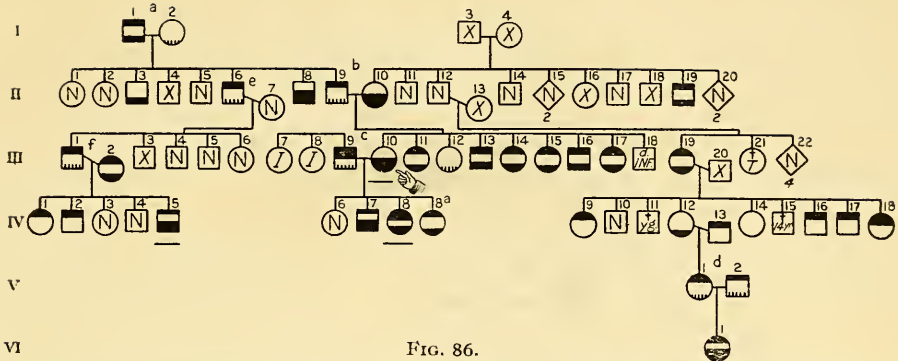 I 1 a 2 3 X 4 X
b
II 1 N 2 N 3 4 X 5 N 6 e 7 N 8 9 10 11 N 12 N 13 X 14 N 15 N 2 16 X 17 N 18 X 19 20 N 2
III 1 f 2 3 X 4 N 5 N 6 N 7 I 8 I 9 c 10 11 12 13 14 15 16 17 18 d INF 19 20 X 21 † 22 N 4
IV 1 2 3 N 4 N 5 6 N 7 8 8a 9 10 N 11 † yg. 12 13 14 15 † 16 17 18
V 1 d 2
VI 1
FIG. 86.